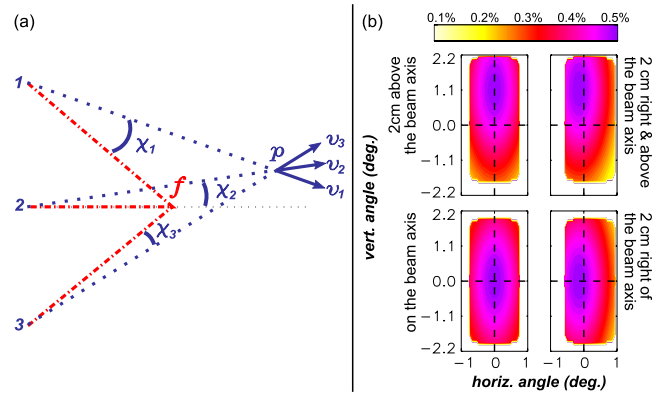 (a)
1
2
3
χ1
χ2
χ3
f
p
υ3
υ2
υ1
(b)
0.1% 0.2% 0.3% 0.4% 0.5%
vert. angle (deg.)
2cm above
the beam axis
2.2
1.1
0.0
−1.1
−2.2
2 cm right & above
the beam axis
on the beam axis
2.2
1.1
0.0
−1.1
−2.2
2 cm right of
the beam axis
−1 0 1 −1 0 1
horiz. angle (deg.)